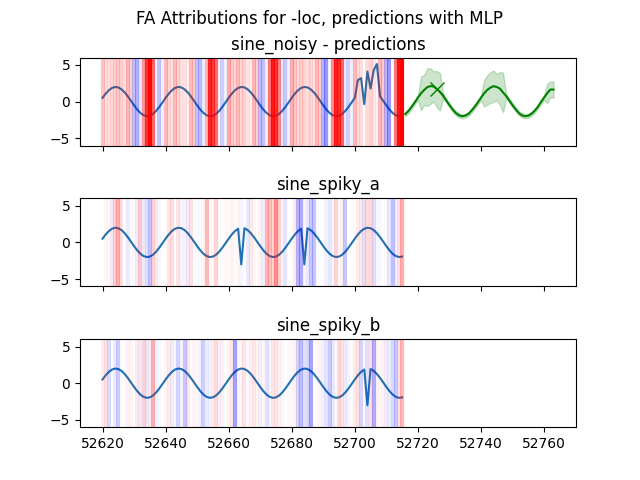 FA Attributions for -loc, predictions with MLP
sine_noisy - predictions
5
0
−5
sine_spiky_a
5
0
−5
sine_spiky_b
5
0
−5
52620 52640 52660 52680 52700 52720 52740 52760